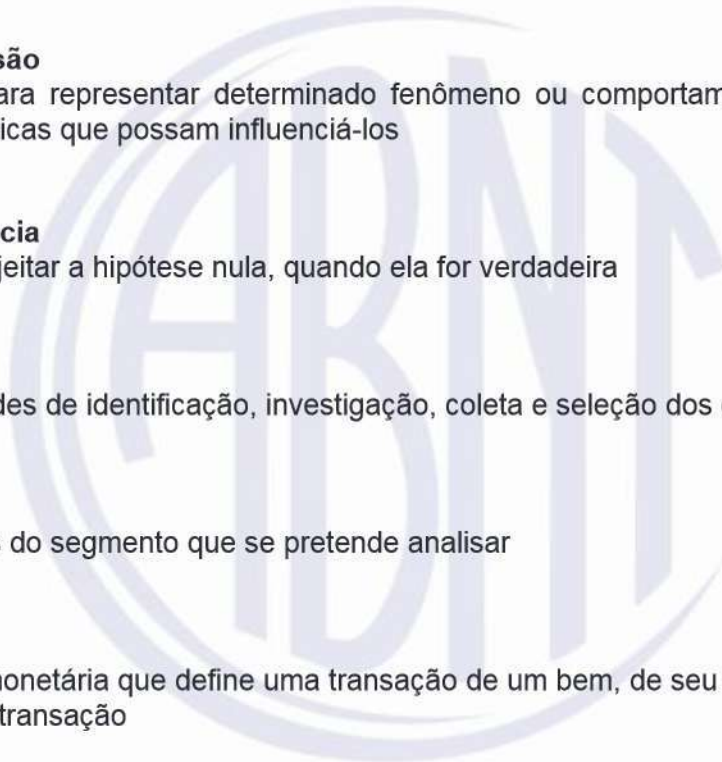 são
ara representar determinado fenômeno ou comportam
icas que possam influenciá-los
cia
jeitar a hipótese nula, quando ela for verdadeira
des de identificação, investigação, coleta e seleção dos
do segmento que se pretende analisar
monetária que define uma transação de um bem, de seu
transação
ABNT